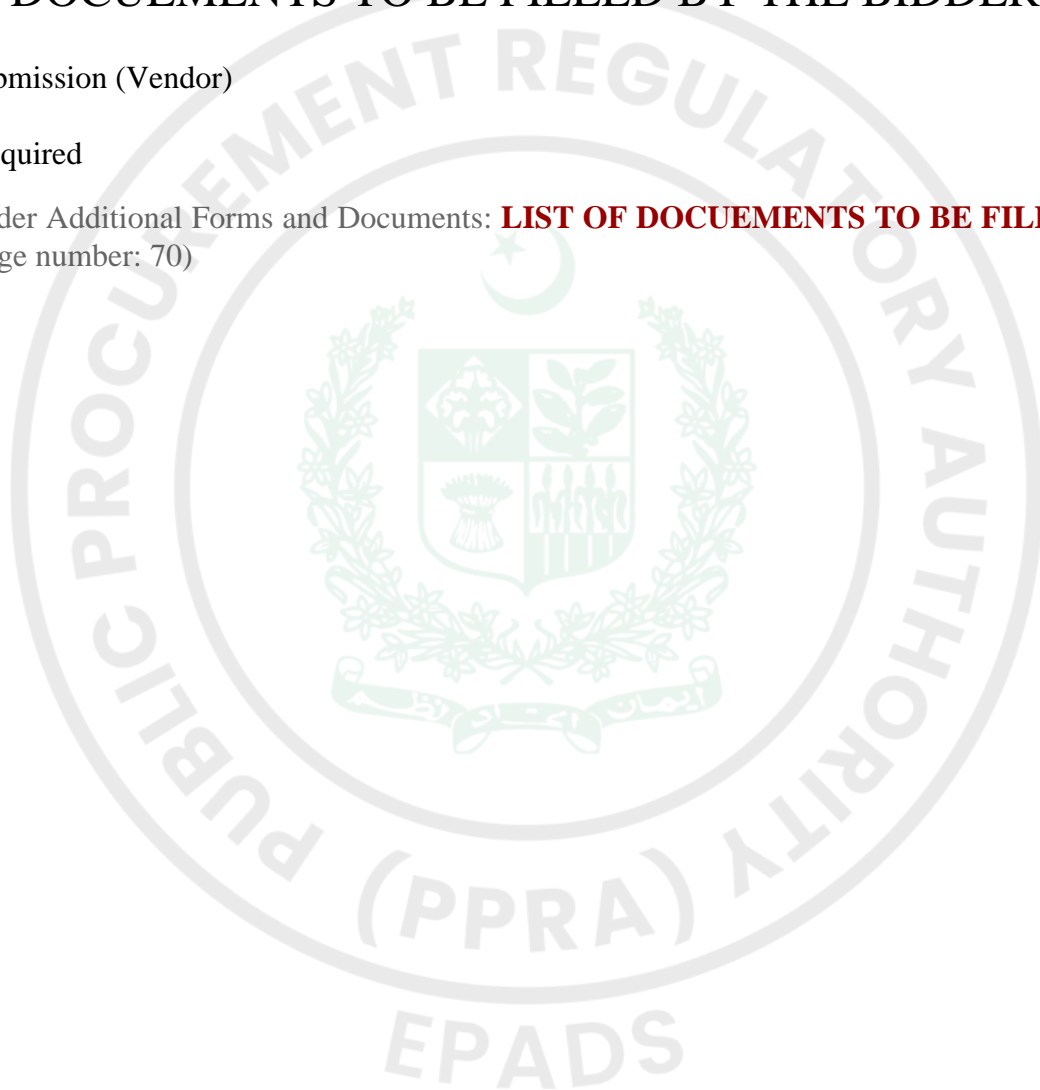 DOCUEMENTS TO BE FILLED BY THE BIDDER
bmission (Vendor)
quired
der Additional Forms and Documents: LIST OF DOCUEMENTS TO BE FILL
ge number: 70)
PUBLIC PROCUREMENT REGULATORY AUTHORITY
(PPRA)
EPADS